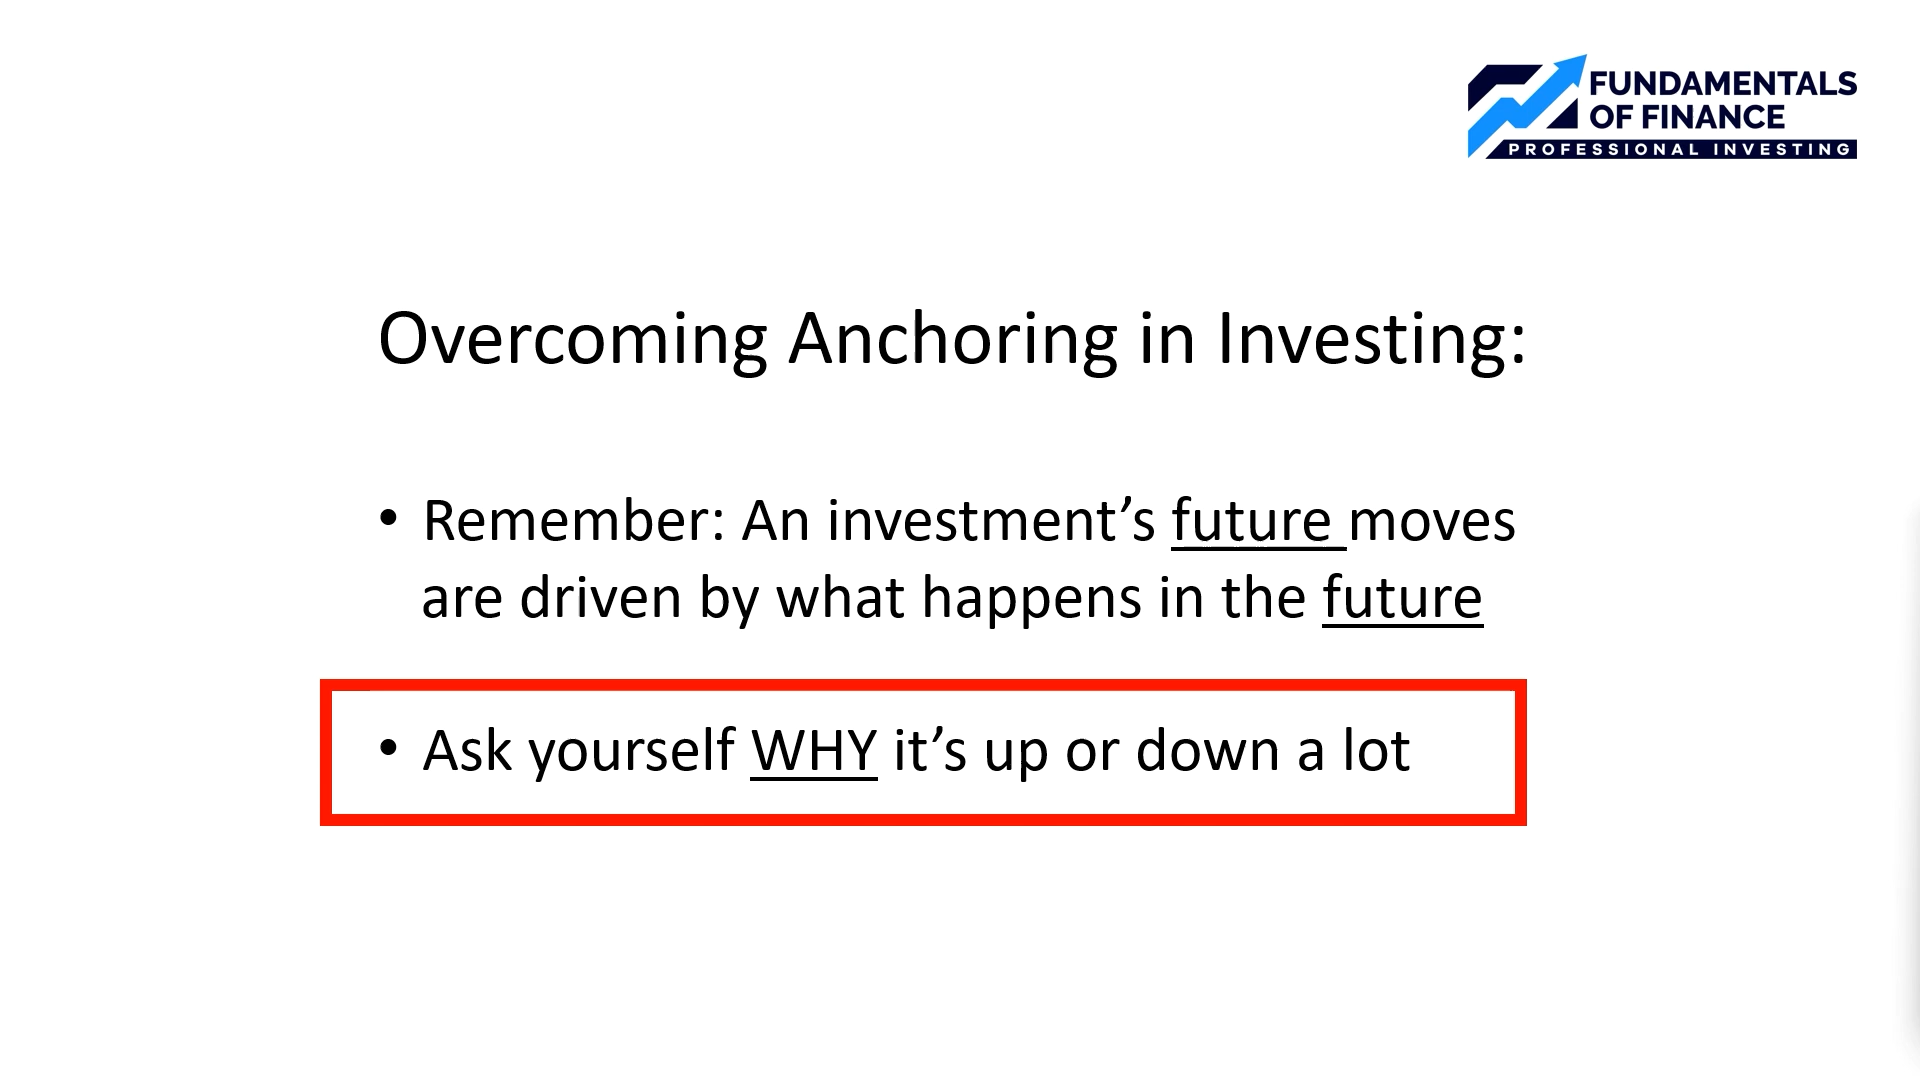 FUNDAMENTALS
OF FINANCE
PROFESSIONAL INVESTING
Overcoming Anchoring in Investing:
• Remember: An investment’s future moves
are driven by what happens in the future
• Ask yourself WHY it’s up or down a lot